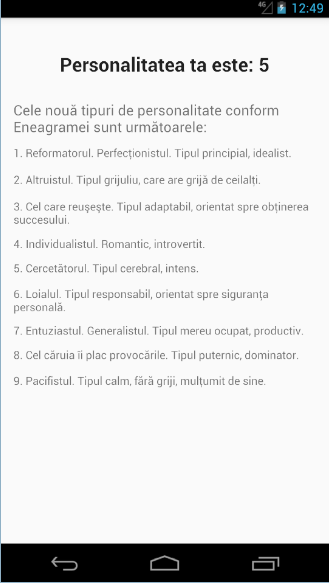 4G
12:49
Personalitatea ta este: 5
Cele nouă tipuri de personalitate conform
Eneagramei sunt următoarele:
1. Reformatorul. Perfecționistul. Tipul principial, idealist.
2. Altruistul. Tipul grijuliu, care are grijă de ceilalți.
3. Cel care reușește. Tipul adaptabil, orientat spre obținerea
succesului.
4. Individualistul. Romantic, introvertit.
5. Cercetătorul. Tipul cerebral, intens.
6. Loialul. Tipul responsabil, orientat spre siguranța
personală.
7. Entuziastul. Generalistul. Tipul mereu ocupat, productiv.
8. Cel căruia îi plac provocările. Tipul puternic, dominator.
9. Pacifistul. Tipul calm, fără griji, mulțumit de sine.